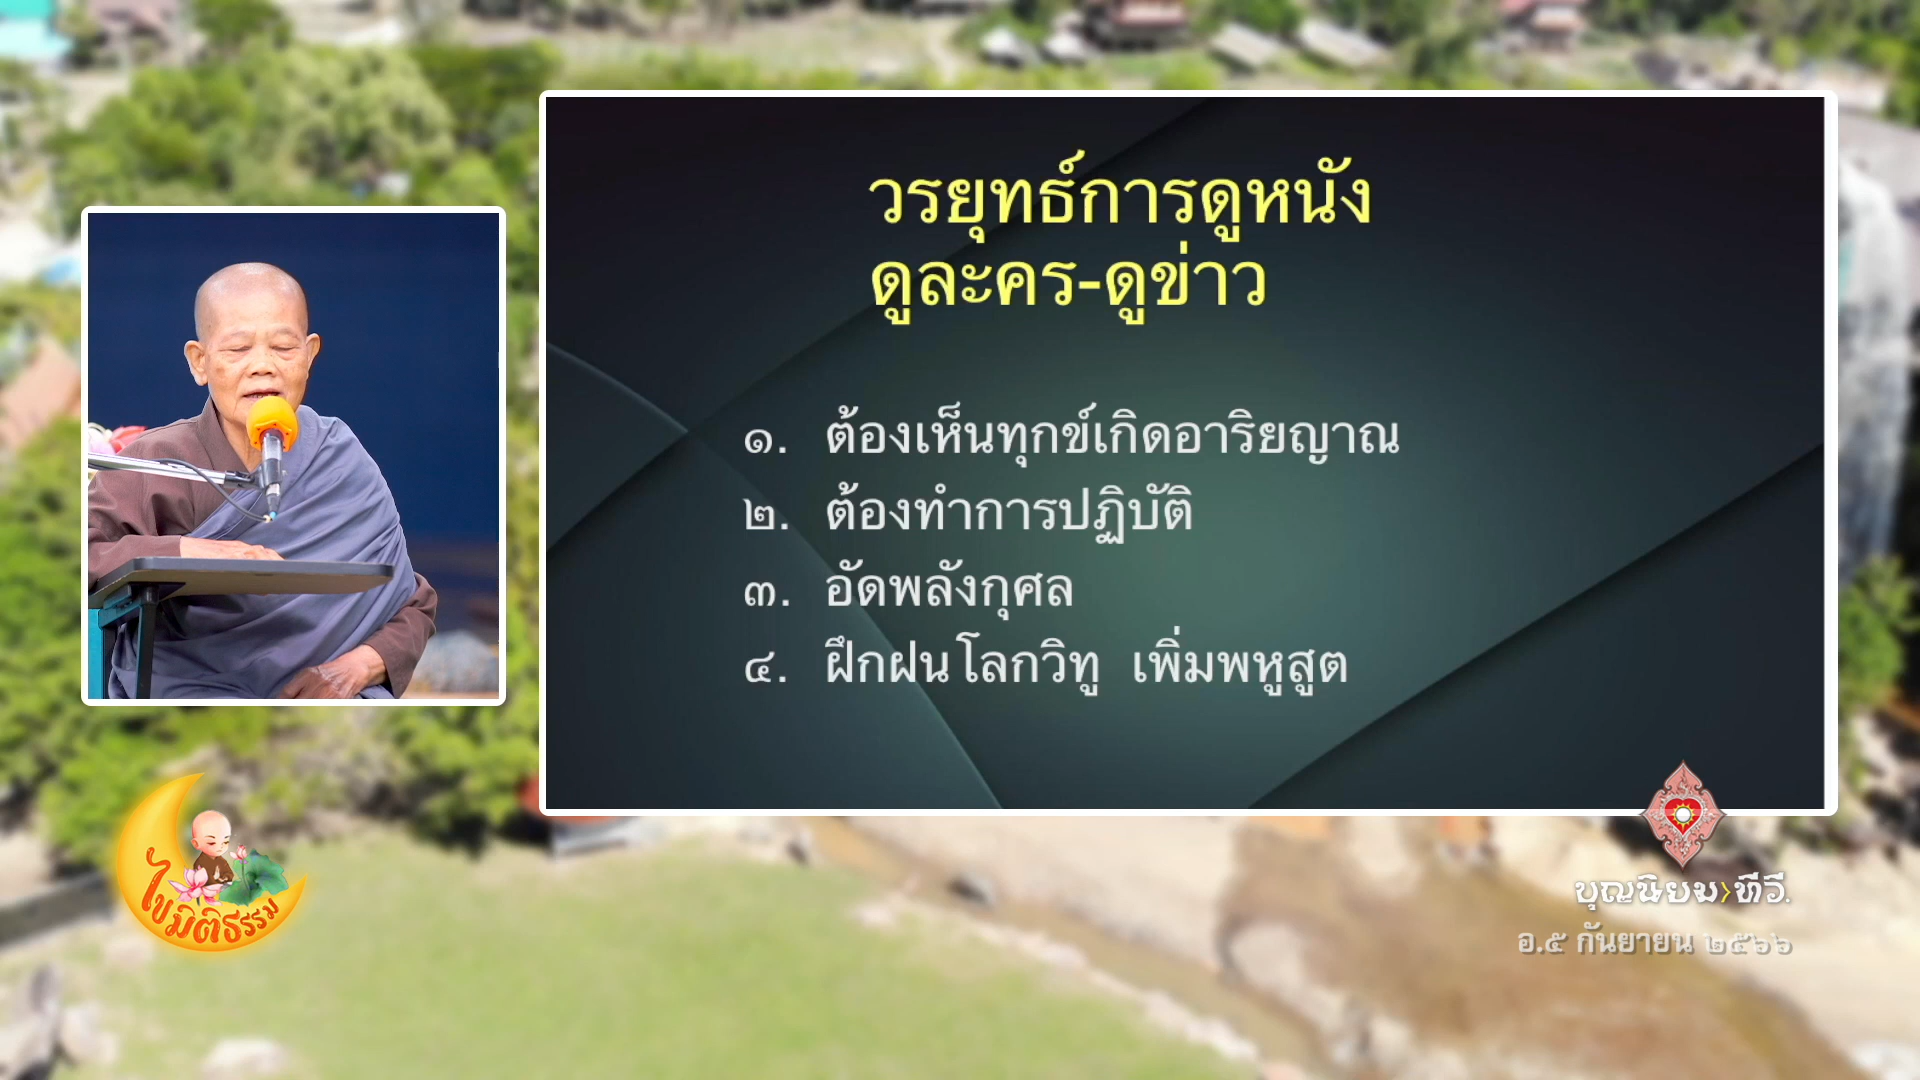 วรยุทธ์การดูหนัง
ดูละคร-ดูข่าว
๑. ต้องเห็นทุกข์เกิดอาริยญาณ
๒. ต้องทำการปฏิบัติ
๓. อัดพลังกุศล
๔. ฝึกฝนโลกวิทู เพิ่มพหูสูต
ไขมิติธรรม
บุญนิยม>ทีวี.
อ.๕ กันยายน ๒๕๖๖